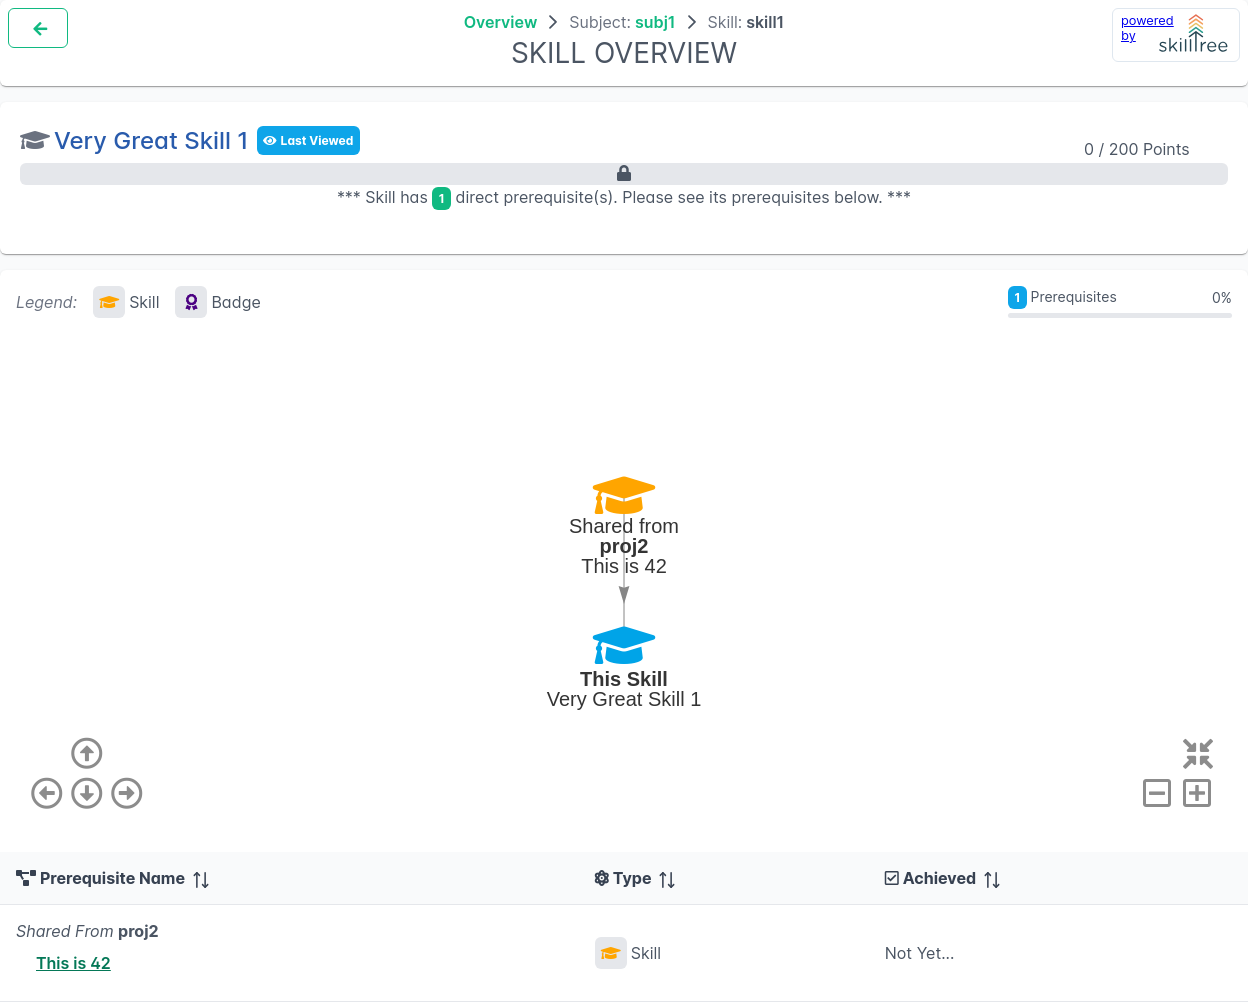 Overview > Subject: subj1 > Skill: skill1
SKILL OVERVIEW
powered
by
skilltree
Very Great Skill 1 Last Viewed
0 / 200 Points
*** Skill has 1 direct prerequisite(s). Please see its prerequisites below. ***
Legend: Skill Badge
1 Prerequisites 0%
Shared from
proj2
This is 42
This Skill
Very Great Skill 1
Prerequisite Name Type Achieved
Shared From proj2
This is 42
Skill
Not Yet...